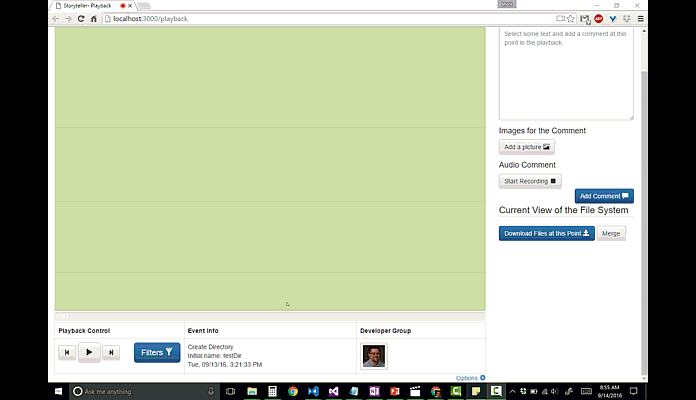 Storyteller- Playback
Mark
localhost:3000/playback
Select some text and add a comment at this
point in the playback.
Images for the Comment
Add a picture
Audio Comment
Start Recording
Add Comment
Current View of the File System
Download Files at this Point
Merge
Playback Control
Event Info
Developer Group
Filters
Create Directory
Initial name: testDir
Tue, 09/13/16, 3:21:33 PM
Options
Ask me anything
8:55 AM
9/14/2016